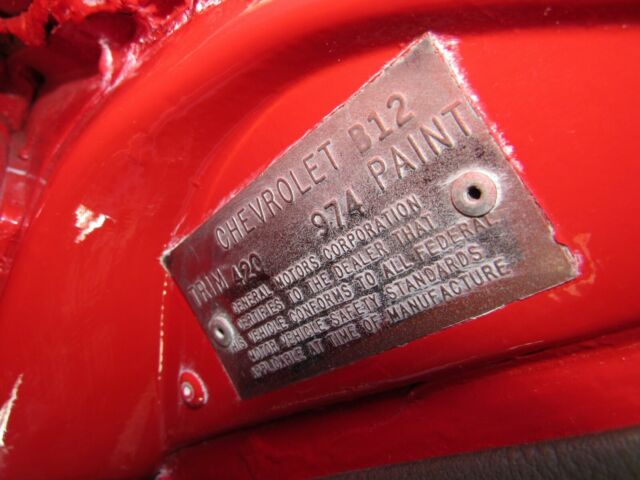 CHEVROLET B12
TRIM 42C 974 PAINT
GENERAL MOTORS CORPORATION
CERTIFIES TO THE DEALER THAT
THIS VEHICLE CONFORMS TO ALL FEDERAL
MOTOR VEHICLE SAFETY STANDARDS
APPLICABLE AT TIME OF MANUFACTURE